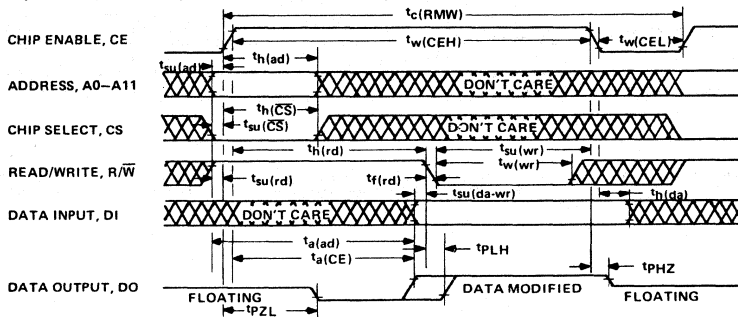 tc(RMW)
CHIP ENABLE, CE
tw(CEH)
tw(CEL)
tsu(ad)
th(ad)
ADDRESS, A0–A11
DON'T CARE
th(C̅S̅)
CHIP SELECT, CS
tsu(C̅S̅)
DON'T CARE
th(rd)
tsu(wr)
READ/WRITE, R/W̅
tw(wr)
tsu(rd)
tf(rd)
tsu(da-wr)
th(da)
DATA INPUT, DI
DON'T CARE
ta(ad)
tPLH
ta(CE)
tPHZ
DATA OUTPUT, DO
FLOATING
DATA MODIFIED
FLOATING
tPZL